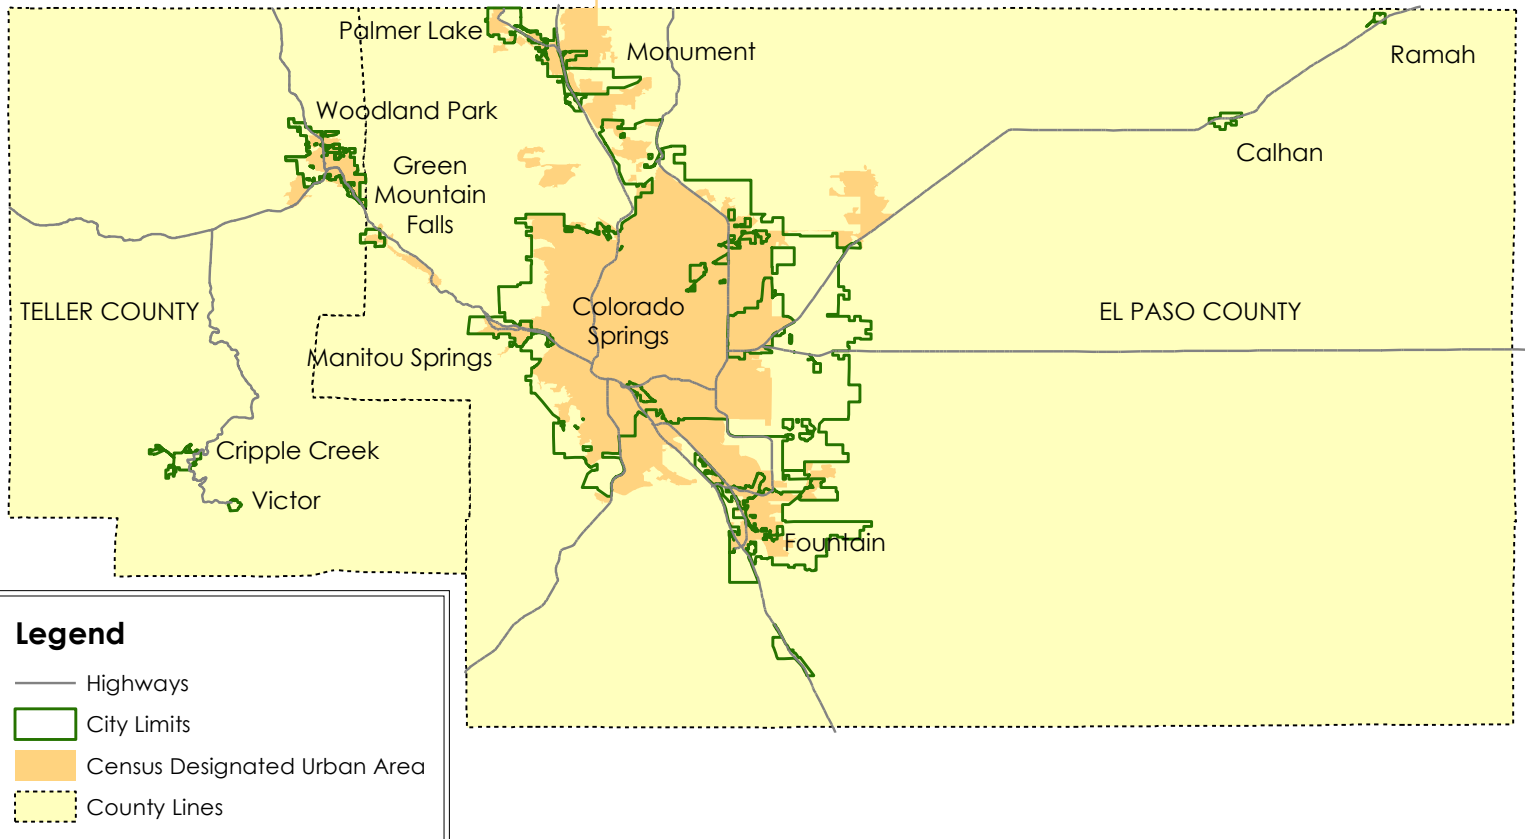 Palmer Lake
Monument
Ramah
Woodland Park
Calhan
Green
Mountain
Falls
TELLER COUNTY
Colorado
Springs
EL PASO COUNTY
Manitou Springs
Cripple Creek
Victor
Fountain
Legend
Highways
City Limits
Census Designated Urban Area
County Lines